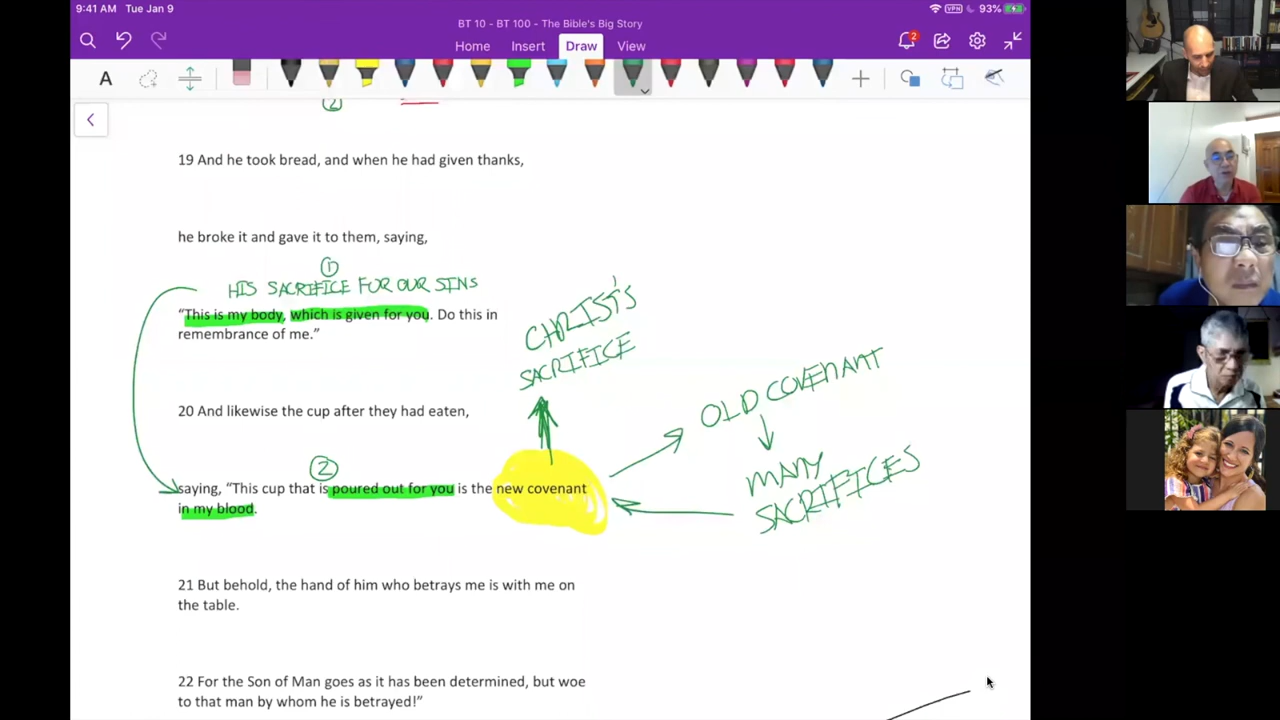 9:41 AM Tue Jan 9
VPN 93%
BT 10 - BT 100 - The Bible's Big Story
Home Insert Draw View
2
A
2
19 And he took bread, and when he had given thanks,
he broke it and gave it to them, saying,
1
HIS SACRIFICE FOR OUR SINS
“This is my body, which is given for you. Do this in
remembrance of me.”
CHRIST'S
SACRIFICE
OLD COVENANT
MANY
SACRIFICES
20 And likewise the cup after they had eaten,
2
saying, “This cup that is poured out for you is the new covenant
in my blood.
21 But behold, the hand of him who betrays me is with me on
the table.
22 For the Son of Man goes as it has been determined, but woe
to that man by whom he is betrayed!”